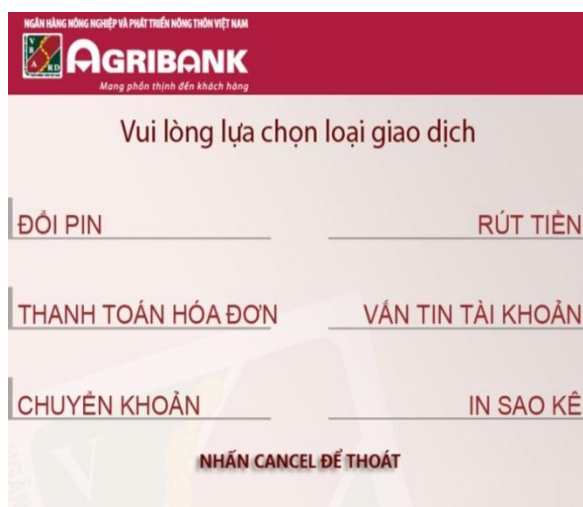 NGÂN HÀNG NÔNG NGHIỆP VÀ PHÁT TRIỂN NÔNG THÔN VIỆT NAM
VBARD
AGRIBANK
Mang phồn thịnh đến khách hàng
Vui lòng lựa chọn loại giao dịch
ĐỔI PIN
RÚT TIỀN
THANH TOÁN HÓA ĐƠN
VẤN TIN TÀI KHOẢN
CHUYỂN KHOẢN
IN SAO KÊ
NHẤN CANCEL ĐỂ THOÁT